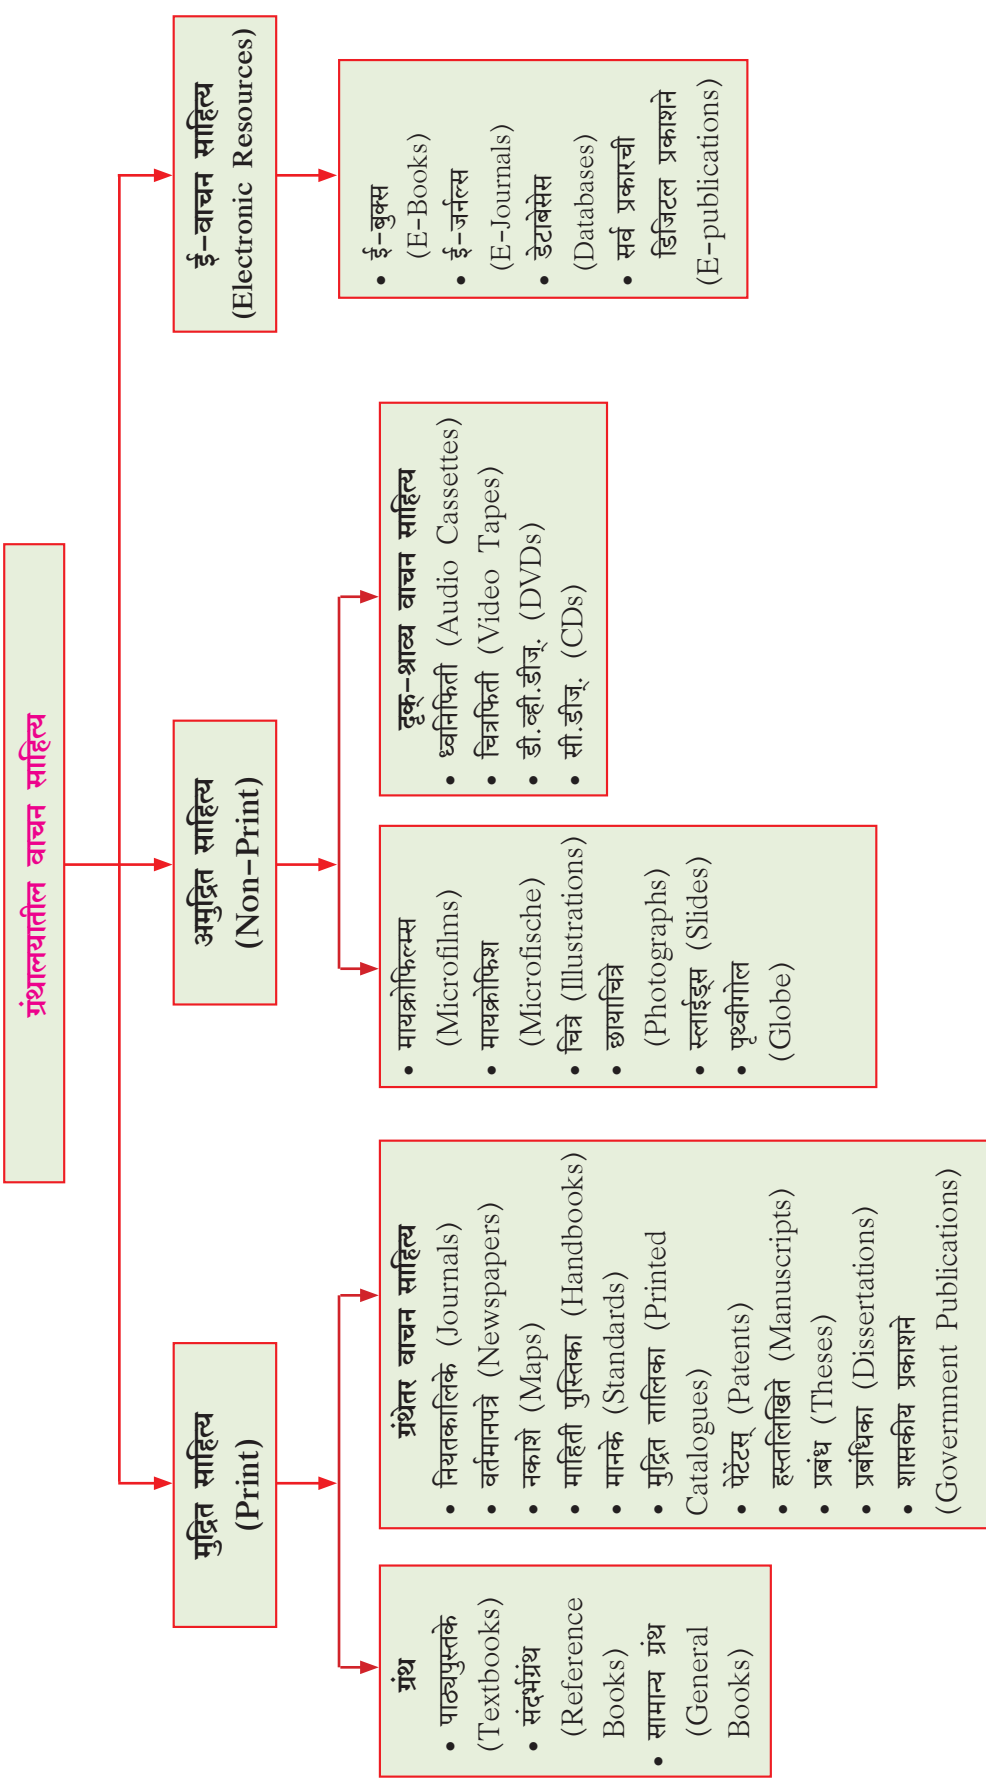 ग्रंथालयातील वाचन साहित्य
मुद्रित साहित्य
(Print)
ग्रंथ
• पाठ्यपुस्तके
(Textbooks)
• संदर्भग्रंथ
(Reference
Books)
• सामान्य ग्रंथ
(General
Books)
ग्रंथेतर वाचन साहित्य
• नियतकालिके (Journals)
• वर्तमानपत्रे (Newspapers)
• नकाशे (Maps)
• माहिती पुस्तिका (Handbooks)
• मानके (Standards)
• मुद्रित तालिका (Printed
Catalogues)
• पेटेंटस् (Patents)
• हस्तलिखिते (Manuscripts)
• प्रबंध (Theses)
• प्रबंधिका (Dissertations)
• शासकीय प्रकाशने
(Government Publications)
अमुद्रित साहित्य
(Non-Print)
• मायक्रोफिल्म्स
(Microfilms)
• मायक्रोफिश
(Microfische)
• चित्रे (Illustrations)
• छायाचित्रे
(Photographs)
• स्लाईड्स (Slides)
• पृथ्वीगोल
(Globe)
दृक्-श्राव्य वाचन साहित्य
• ध्वनिफिती (Audio Cassettes)
• चित्रफिती (Video Tapes)
• डी.व्ही.डीज्. (DVDs)
• सी.डीज्. (CDs)
ई-वाचन साहित्य
(Electronic Resources)
• ई-बुक्स
(E-Books)
• ई-जर्नल्स
(E-Journals)
• डेटाबेसेस
(Databases)
• सर्व प्रकारची
डिजिटल प्रकाशने
(E-publications)